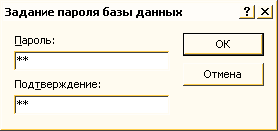 Задание пароля базы данных
Пароль:
**
OK
Отмена
Подтверждение:
**